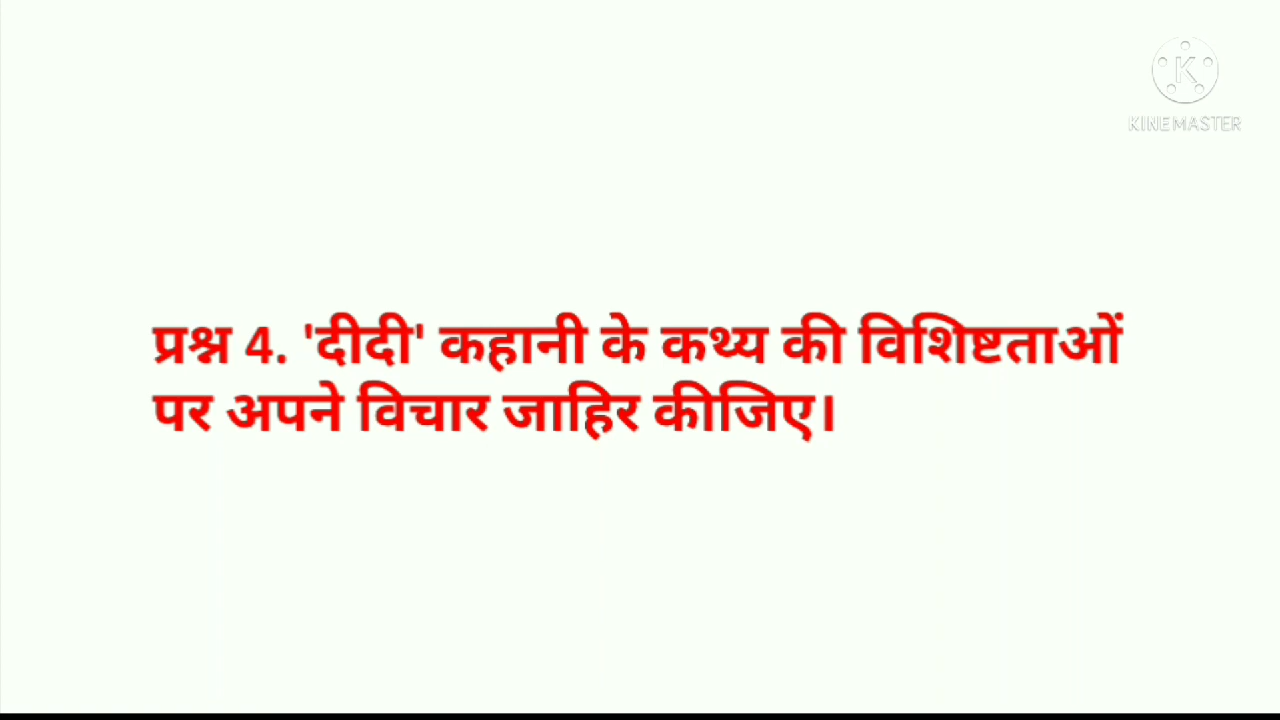 KINEMASTER
प्रश्न 4. 'दीदी' कहानी के कथ्य की विशिष्टताओं
पर अपने विचार जाहिर कीजिए।